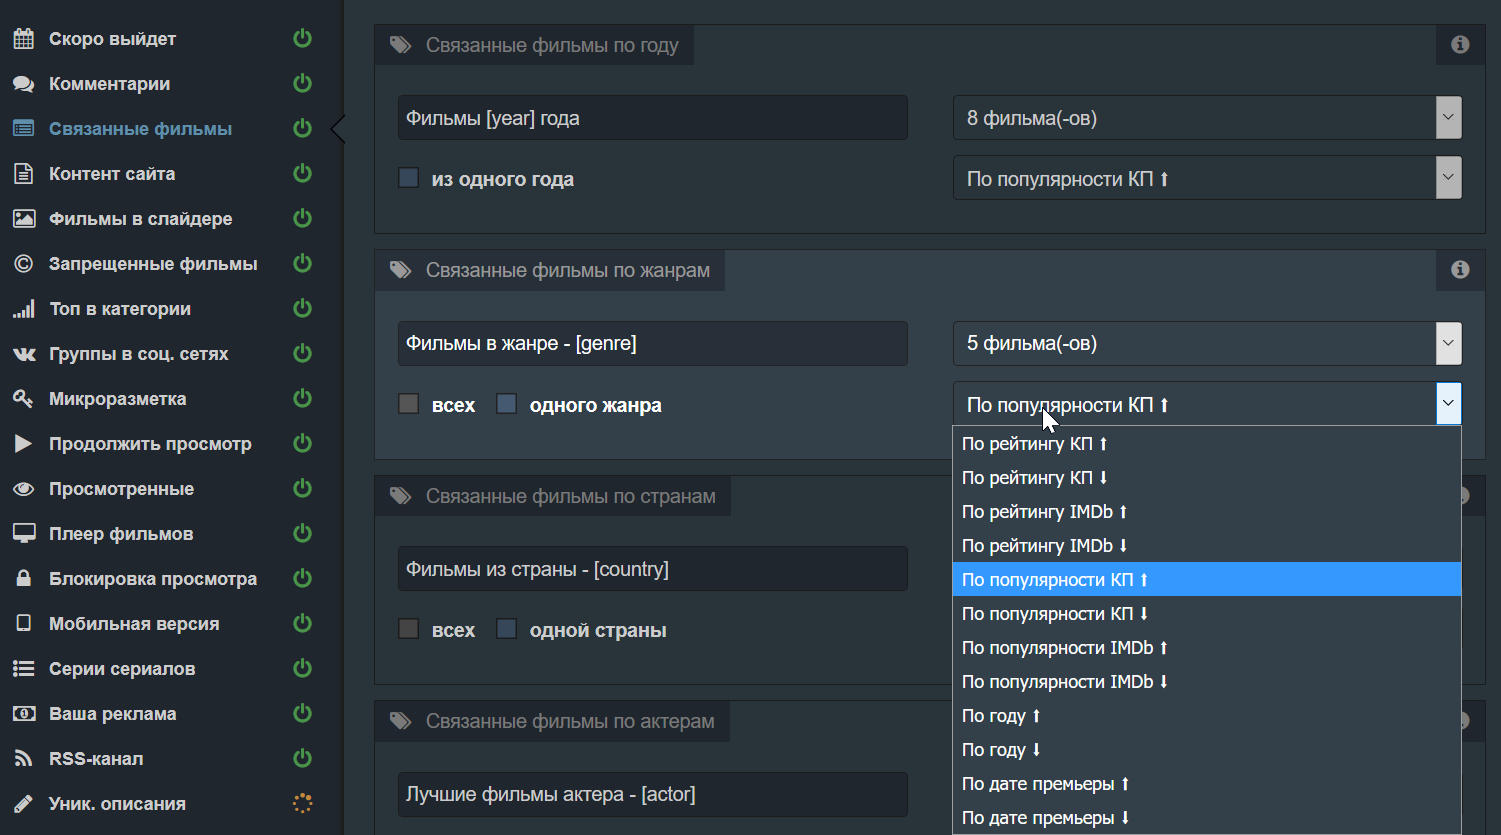 Скоро выйдет
Комментарии
Связанные фильмы
Контент сайта
Фильмы в слайдере
Запрещенные фильмы
Топ в категории
Группы в соц. сетях
Микроразметка
Продолжить просмотр
Просмотренные
Плеер фильмов
Блокировка просмотра
Мобильная версия
Серии сериалов
Ваша реклама
RSS-канал
Уник. описания
Связанные фильмы по году
Фильмы [year] года
8 фильма(-ов)
из одного года
По популярности КП ⬆
Связанные фильмы по жанрам
Фильмы в жанре - [genre]
5 фильма(-ов)
всех одного жанра
По популярности КП ⬆
По рейтингу КП ⬆
По рейтингу КП ⬇
По рейтингу IMDb ⬆
По рейтингу IMDb ⬇
По популярности КП ⬆
По популярности КП ⬇
По популярности IMDb ⬆
По популярности IMDb ⬇
По году ⬆
По году ⬇
По дате премьеры ⬆
По дате премьеры ⬇
Связанные фильмы по странам
Фильмы из страны - [country]
всех одной страны
Связанные фильмы по актерам
Лучшие фильмы актера - [actor]